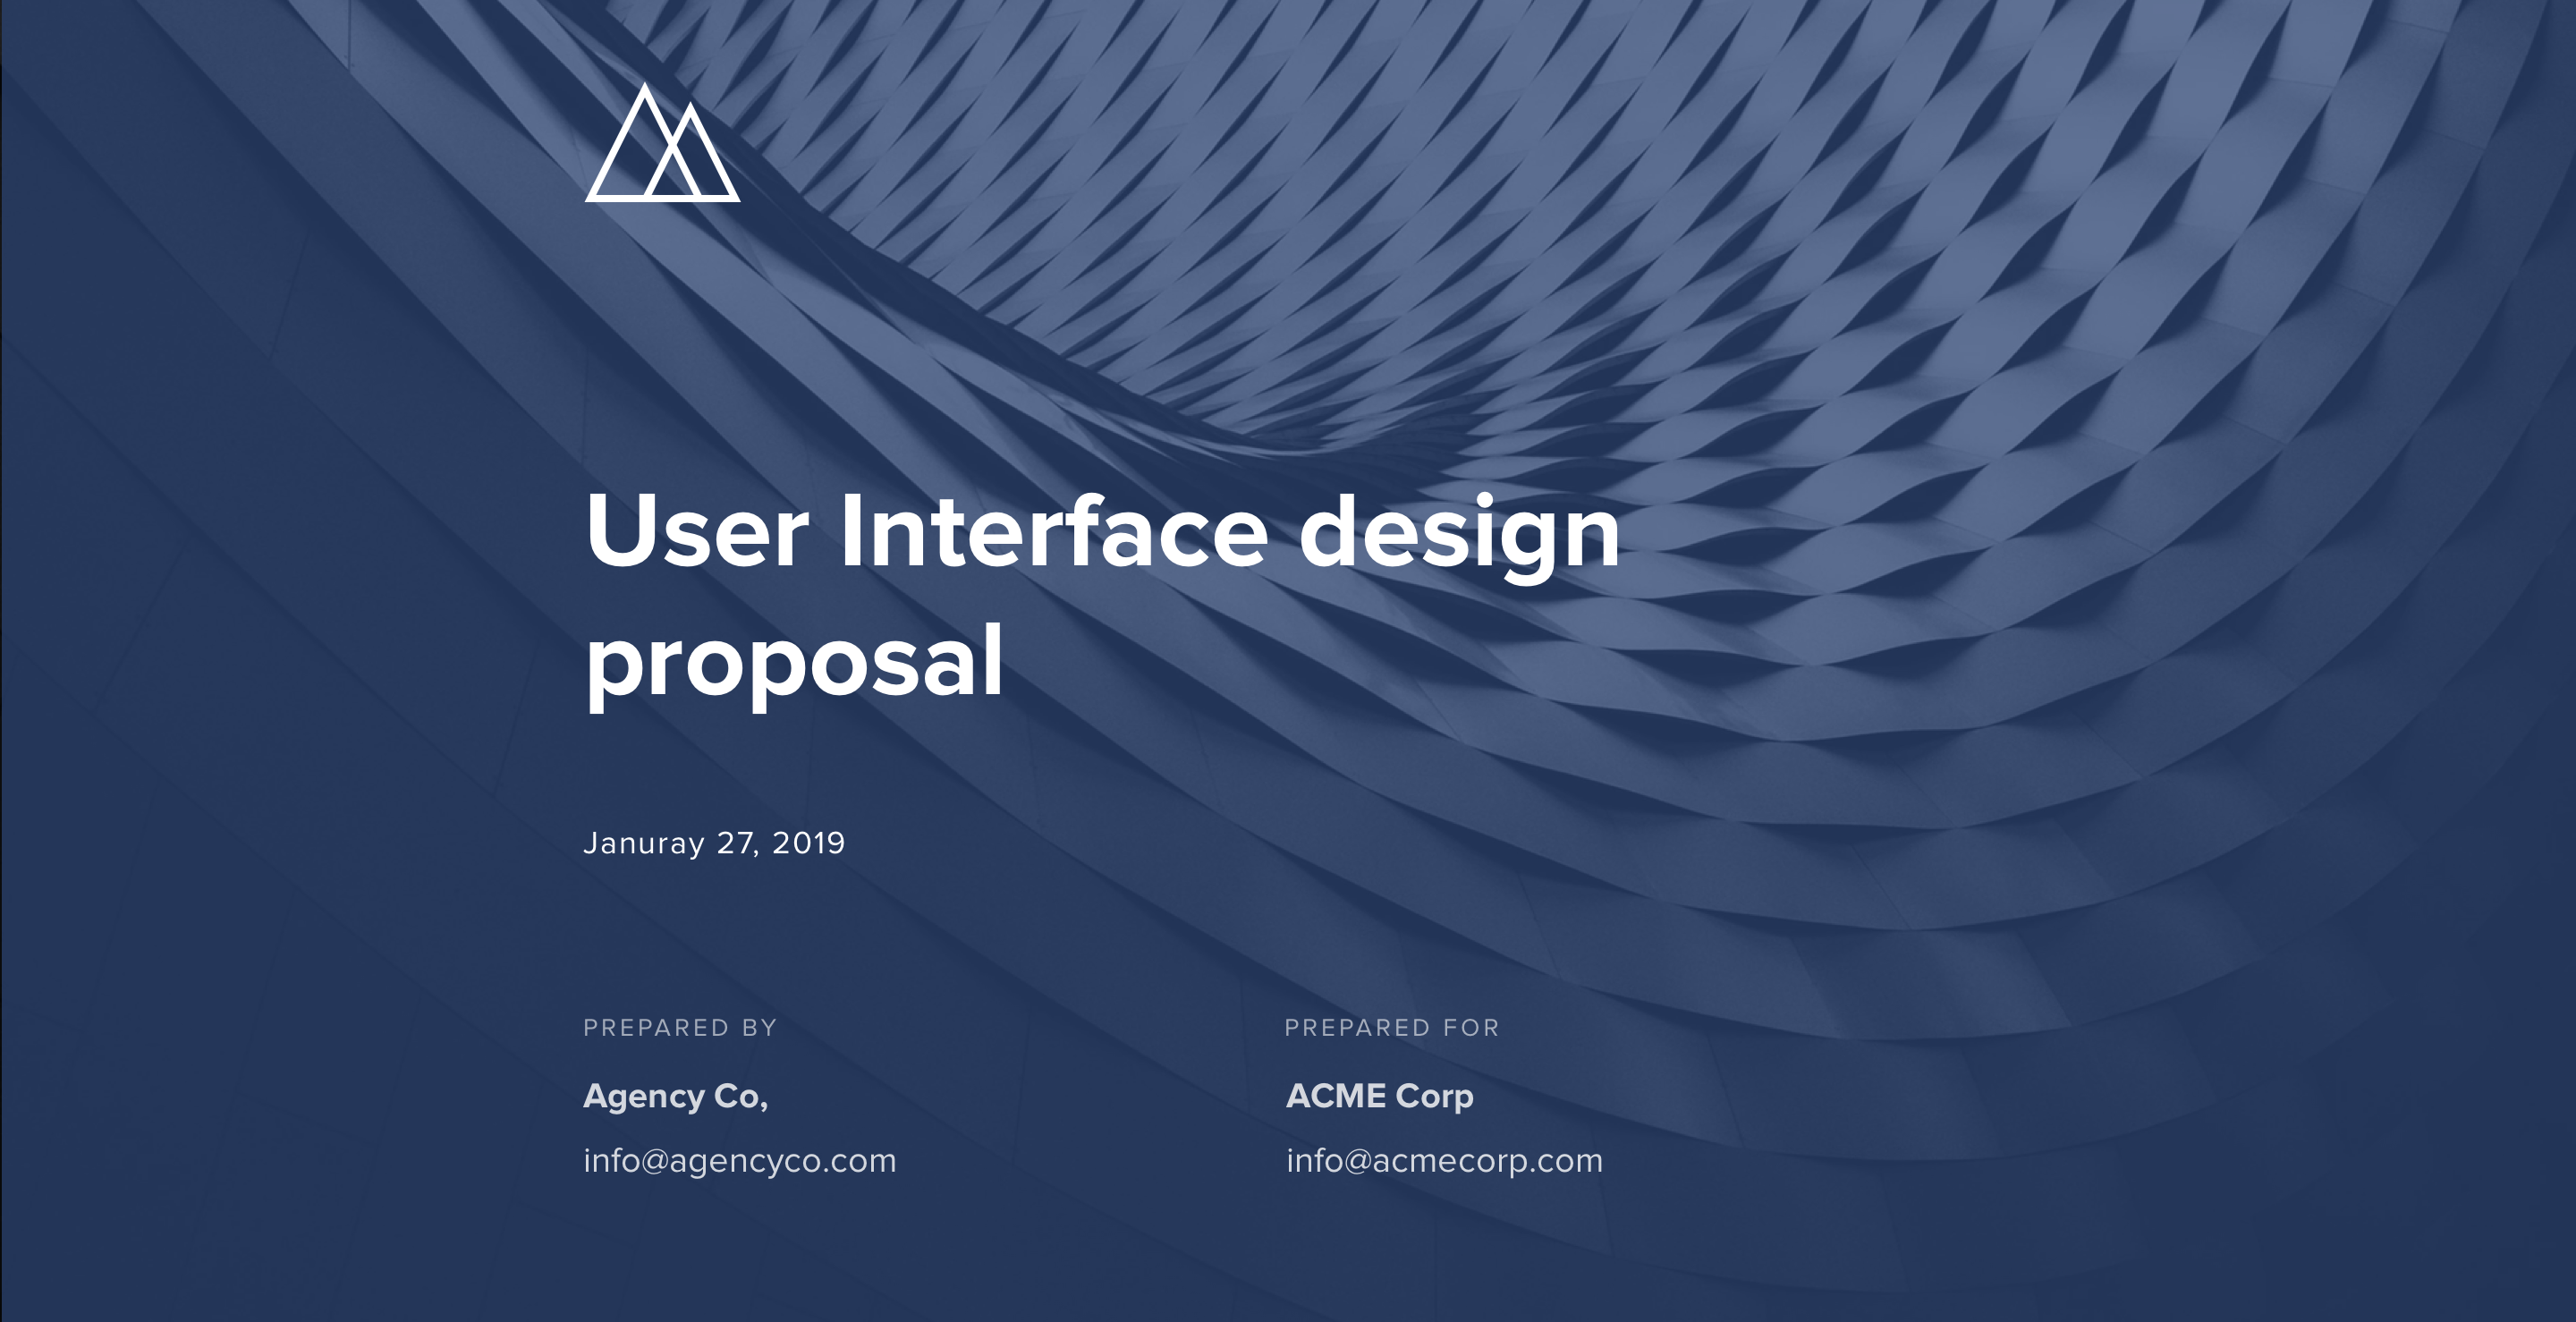 User Interface design
proposal
Januray 27, 2019
PREPARED BY
Agency Co,
info@agencyco.com
PREPARED FOR
ACME Corp
info@acmecorp.com